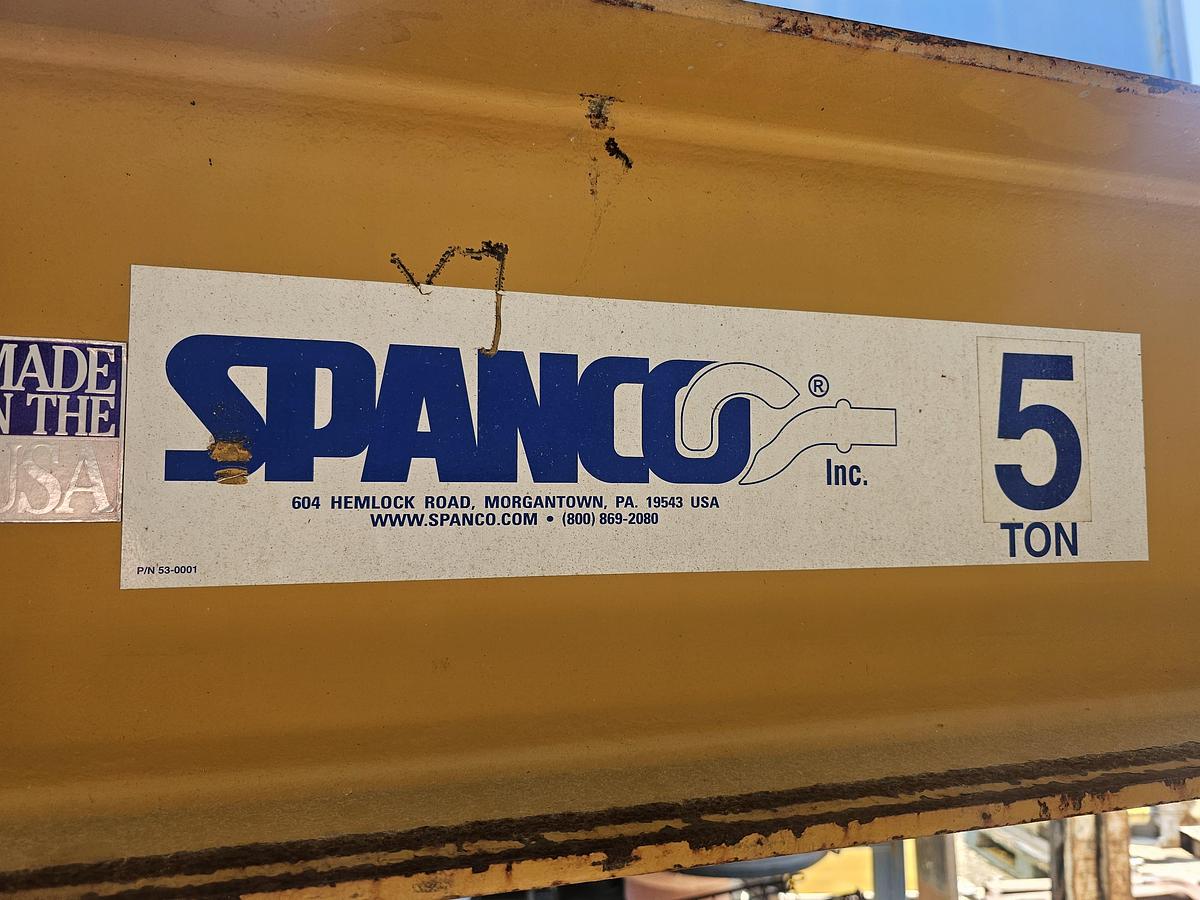 MADE
IN THE
USA
SPANCO®
Inc.
604 HEMLOCK ROAD, MORGANTOWN, PA. 19543 USA
WWW.SPANCO.COM • (800) 869-2080
P/N 53-0001
5
TON